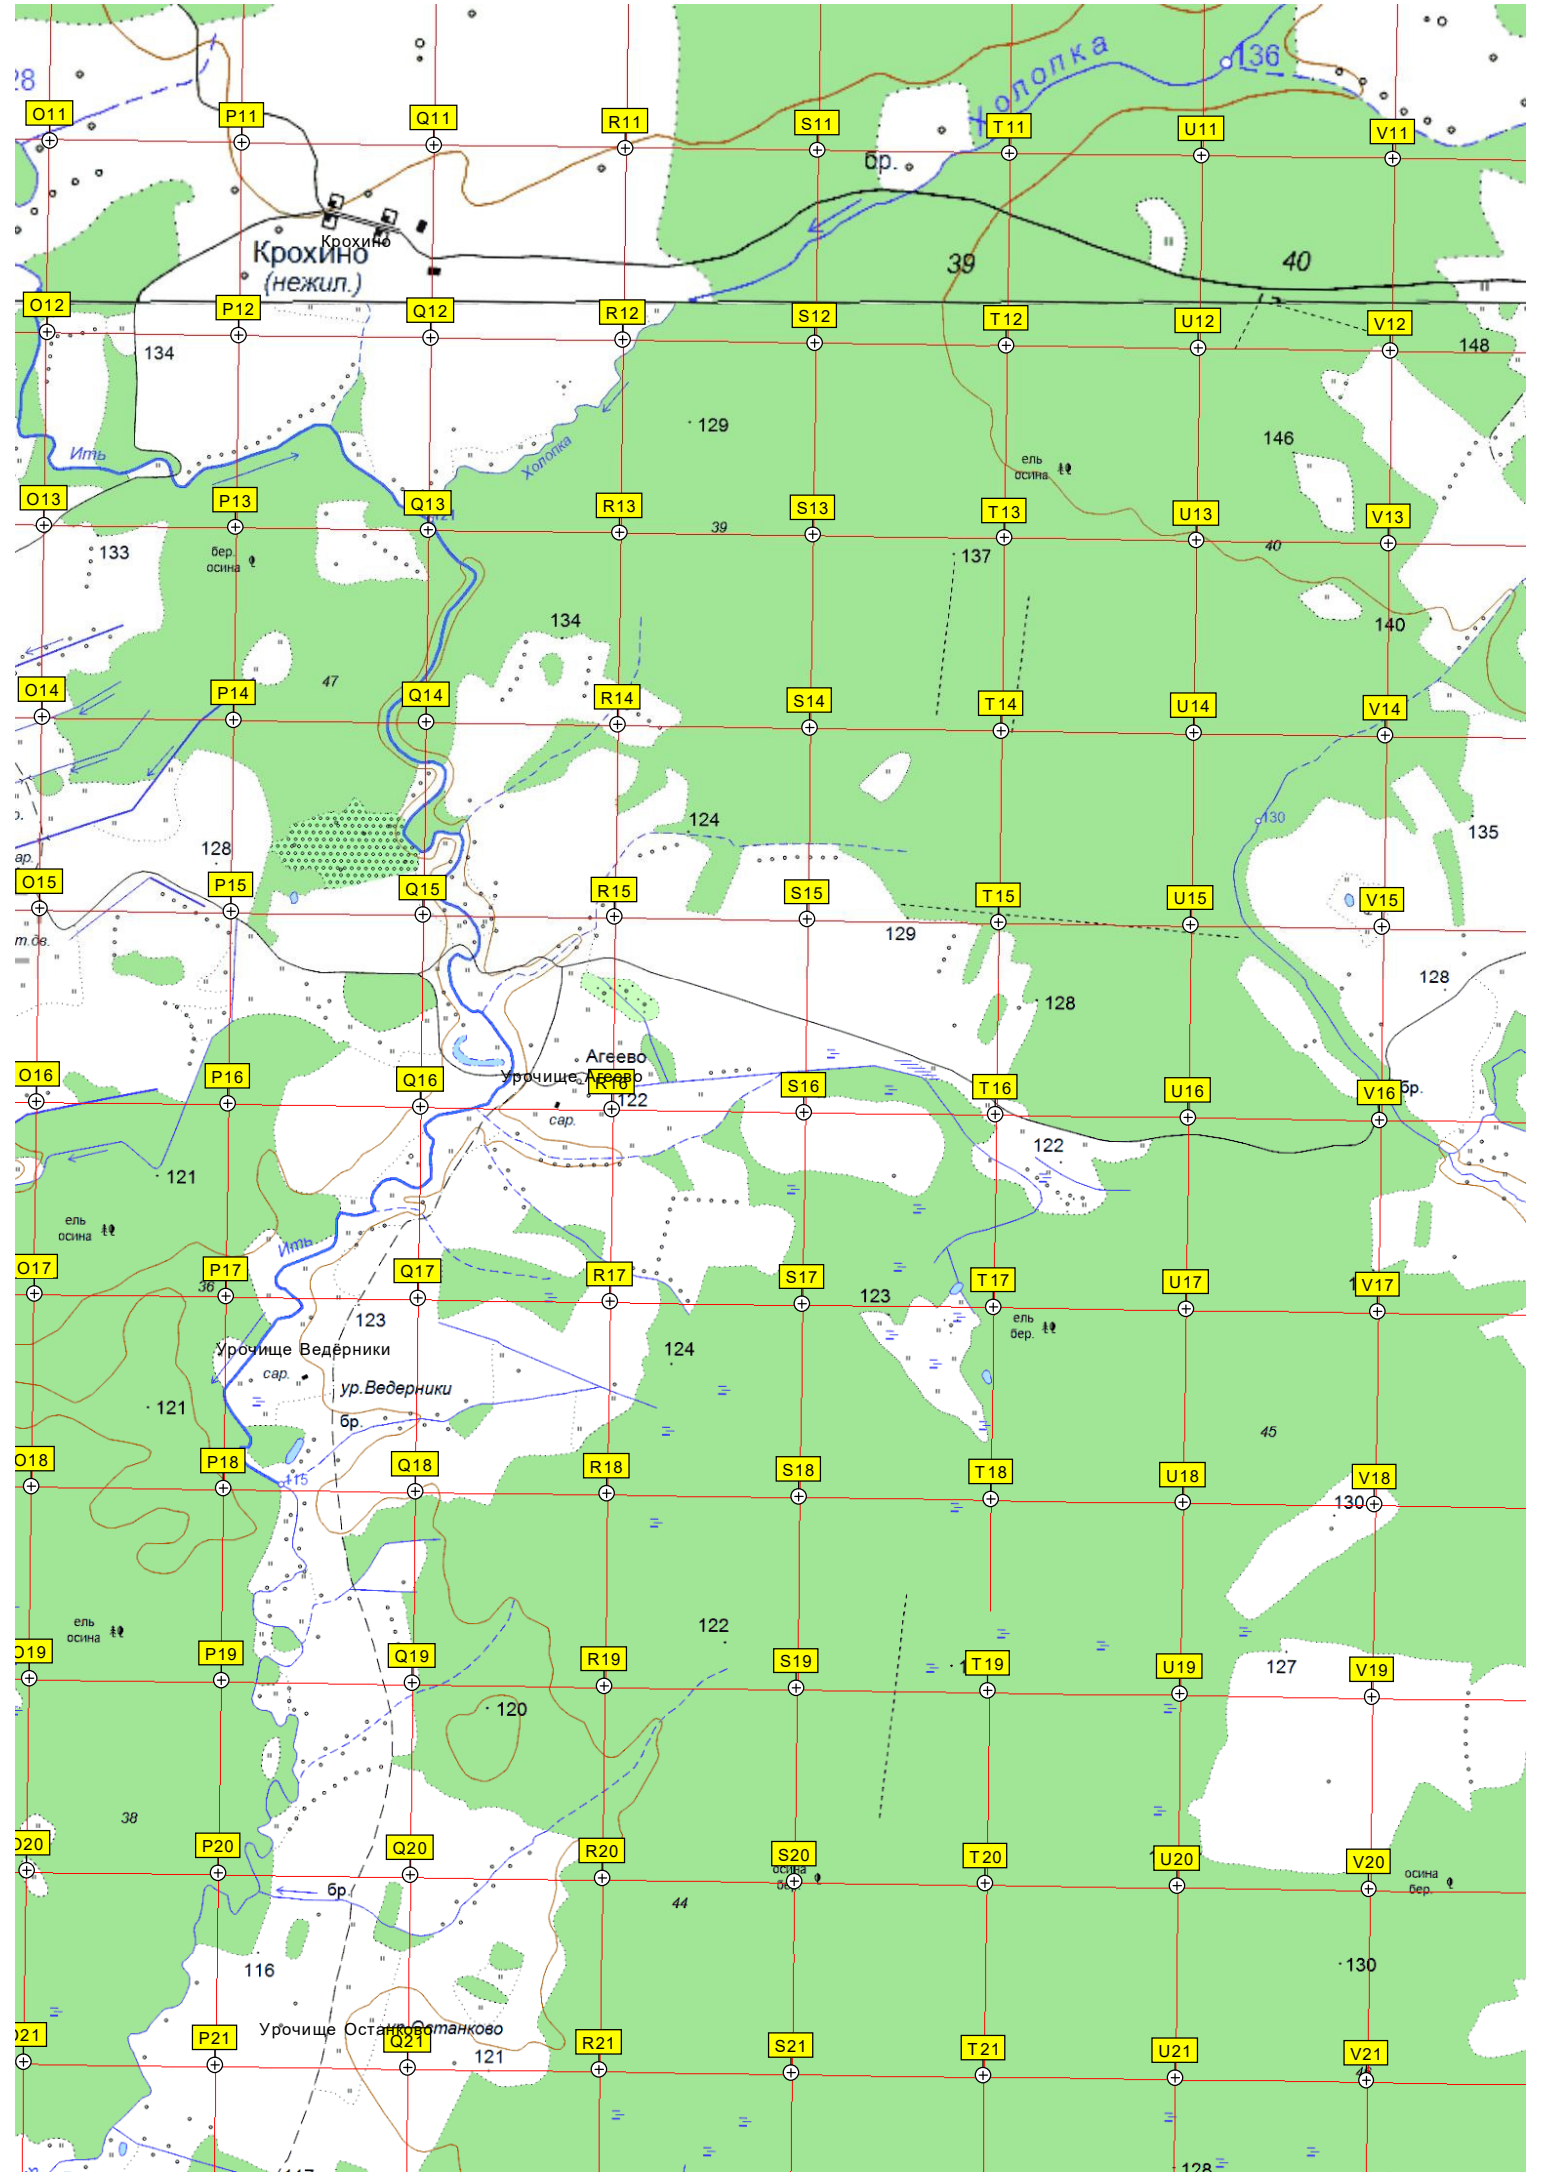 Холопка
136
28
O11 P11 Q11 R11 S11 T11 U11 V11
бр.
Крохино
Крохино
(нежил.)
39 40
O12 P12 Q12 R12 S12 T12 U12 V12
134
148
129
146
Ить
Холопка
ель
осина
O13 P13 Q13 R13 S13 T13 U13 V13
39
40
133
бер.
осина
137
134
140
47
O14 P14 Q14 R14 S14 T14 U14 V14
124
130
135
128
ар.
O15 P15 Q15 R15 S15 T15 U15 V15
129
т.дв.
128
128
Агеево
Урочище Агеево
O16 P16 Q16 R16 S16 T16 U16 V16
бр.
122
сар.
122
121
ель
осина
Ить
O17 P17 Q17 R17 S17 T17 U17 V17
36
123
123
ель
бер.
Урочище Ведёрники
124
сар.
ур.Ведерники
121
бр.
45
O18 P18 Q18 R18 S18 T18 U18 V18
115
130
ель
осина
122
O19 P19 Q19 R19 S19 T19 U19 V19
127
120
38
O20 P20 Q20 R20 S20 T20 U20 V20
осина
бер.
осина
бер.
бр.
44
116
130
Урочище Останково
ур.Останково
O21 P21 Q21 R21 S21 T21 U21 V21
121
128